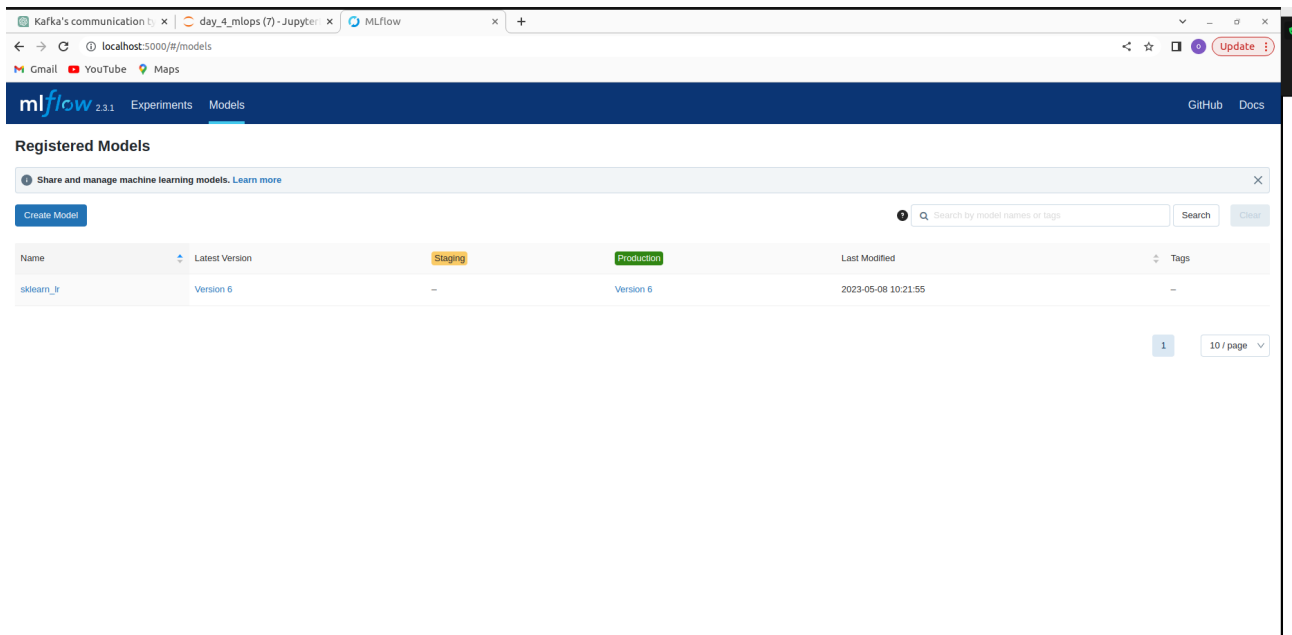 Kafka's communication ty day_4_mlops (7) - Jupyter MLflow
localhost:5000/#/models Update
Gmail YouTube Maps
mlflow 2.3.1 Experiments Models GitHub Docs
Registered Models
Share and manage machine learning models. Learn more
Create Model Search by model names or tags Search Clear
Name Latest Version Staging Production Last Modified Tags
sklearn_lr Version 6 – Version 6 2023-05-08 10:21:55 –
1 10 / page